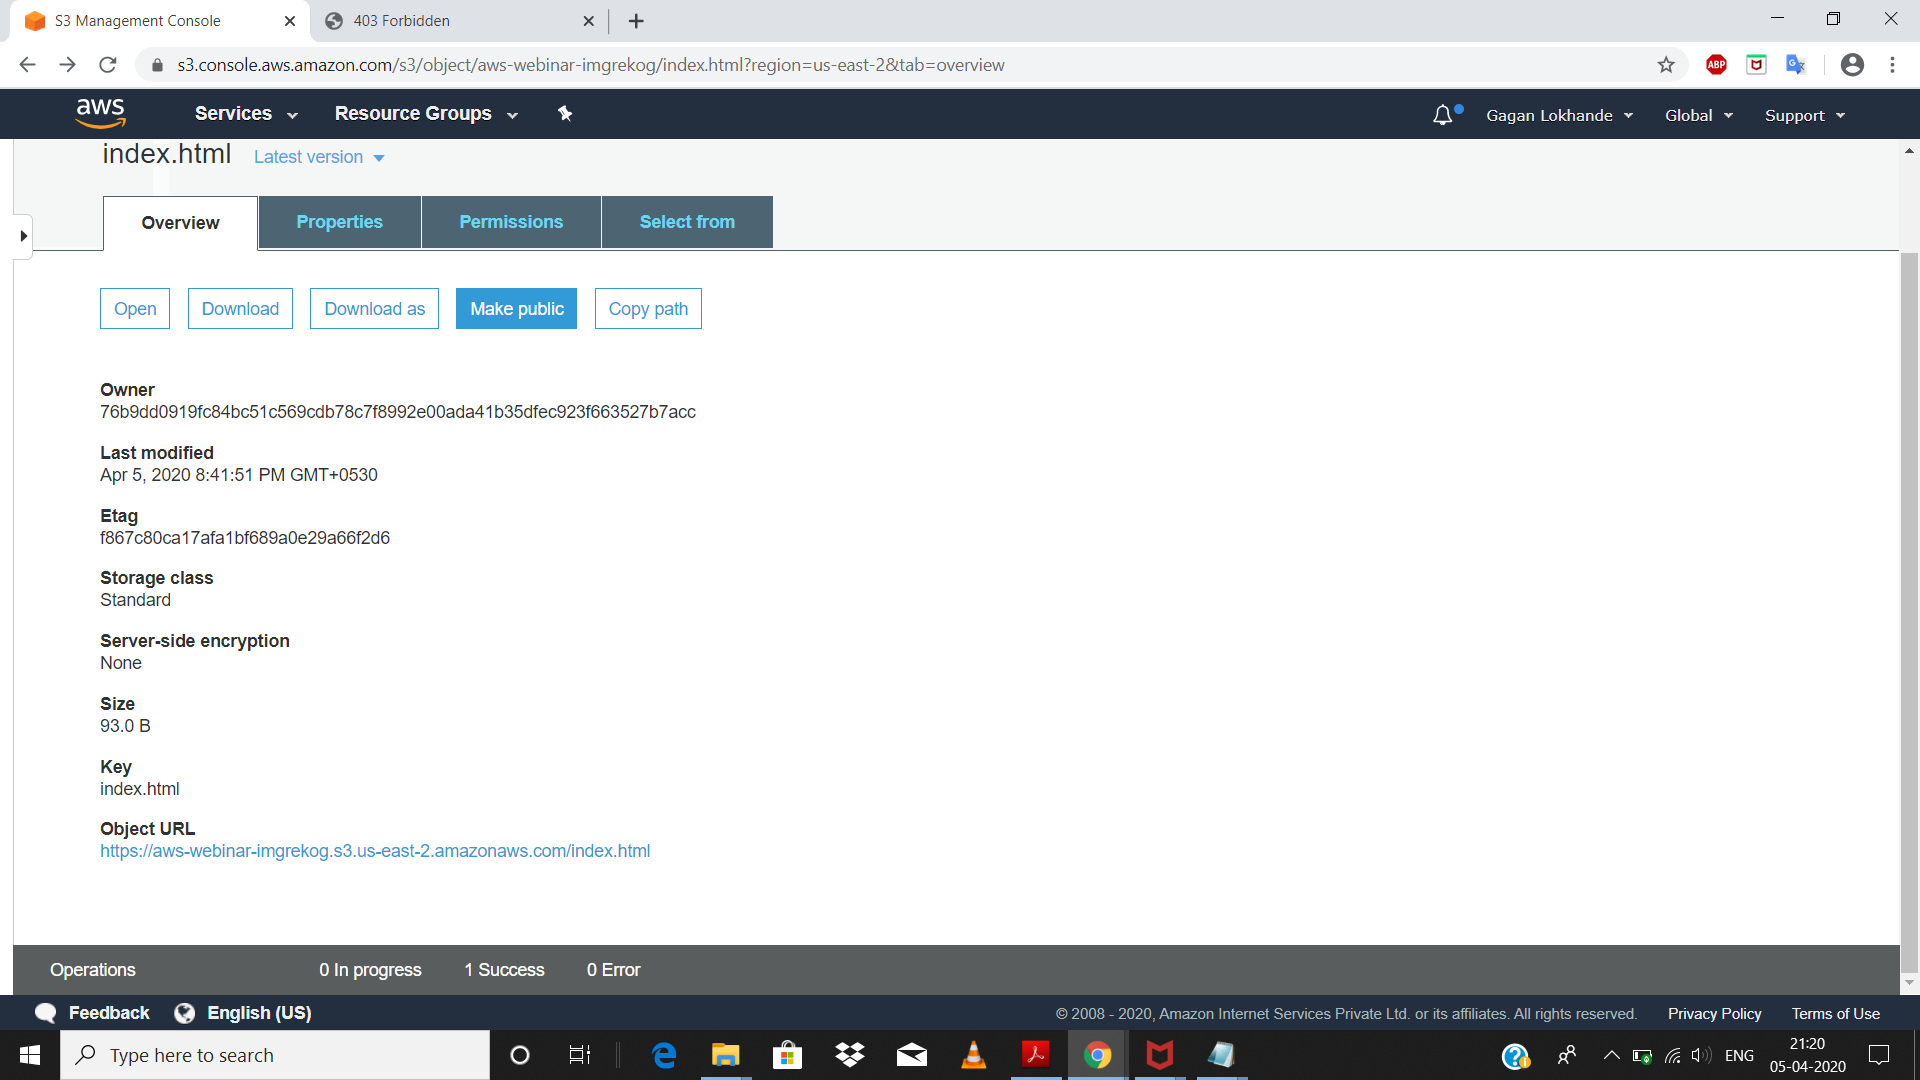 S3 Management Console
403 Forbidden
s3.console.aws.amazon.com/s3/object/aws-webinar-imgrekog/index.html?region=us-east-2&tab=overview
ABP
aws
Services
Resource Groups
Gagan Lokhande
Global
Support
index.html
Latest version
Overview
Properties
Permissions
Select from
Open
Download
Download as
Make public
Copy path
Owner
76b9dd0919fc84bc51c569cdb78c7f8992e00ada41b35dfec923f663527b7acc
Last modified
Apr 5, 2020 8:41:51 PM GMT+0530
Etag
f867c80ca17afa1bf689a0e29a66f2d6
Storage class
Standard
Server-side encryption
None
Size
93.0 B
Key
index.html
Object URL
https://aws-webinar-imgrekog.s3.us-east-2.amazonaws.com/index.html
Operations
0 In progress
1 Success
0 Error
Feedback
English (US)
© 2008 - 2020, Amazon Internet Services Private Ltd. or its affiliates. All rights reserved.
Privacy Policy
Terms of Use
Type here to search
ENG
21:20
05-04-2020